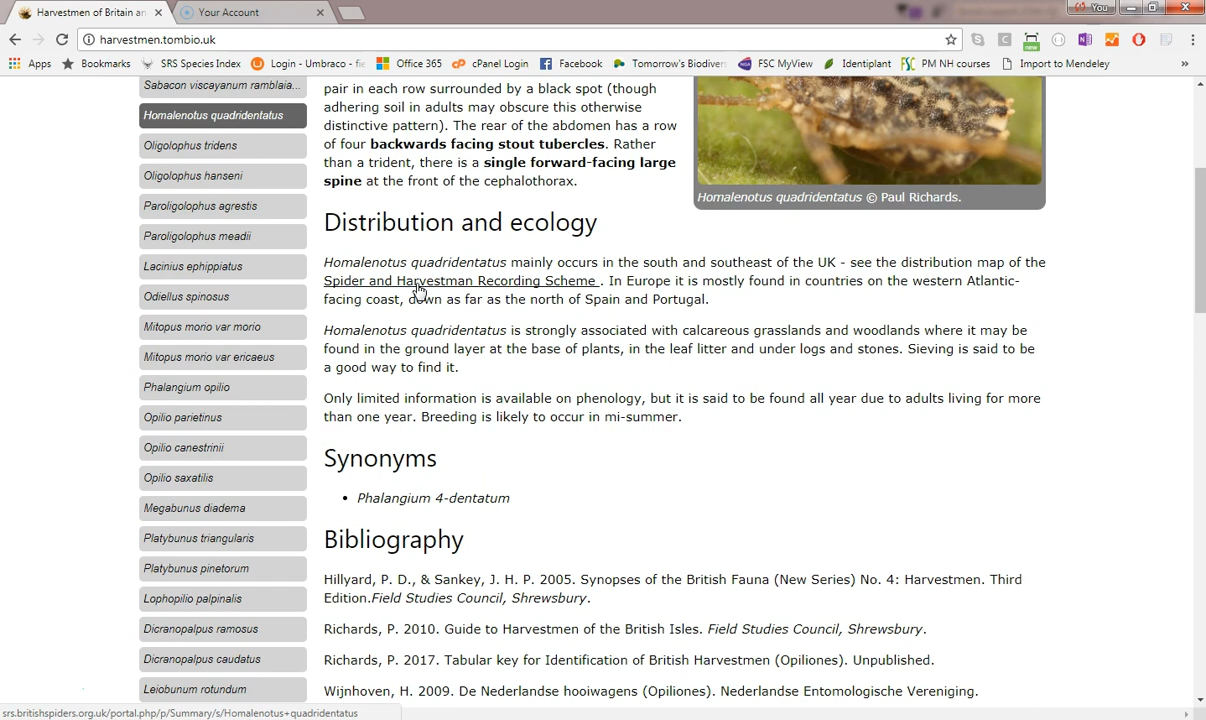 Harvestmen of Britain an
Your Account
You
harvestmen.tombio.uk
new
Apps
Bookmarks
SRS Species Index
Login - Umbraco - fie
Office 365
cPanel Login
Facebook
Tomorrow's Biodivers
FSC MyView
Identiplant
PM NH courses
Import to Mendeley
»
Sabacon viscayanum ramblaia...
Homalenotus quadridentatus
Oligolophus tridens
Oligolophus hanseni
Paroligolophus agrestis
Paroligolophus meadii
Lacinius ephippiatus
Odiellus spinosus
Mitopus morio var morio
Mitopus morio var ericaeus
Phalangium opilio
Opilio parietinus
Opilio canestrinii
Opilio saxatilis
Megabunus diadema
Platybunus triangularis
Platybunus pinetorum
Lophopilio palpinalis
Dicranopalpus ramosus
Dicranopalpus caudatus
Leiobunum rotundum
pair in each row surrounded by a black spot (though
adhering soil in adults may obscure this otherwise
distinctive pattern). The rear of the abdomen has a row
of four backwards facing stout tubercles. Rather
than a trident, there is a single forward-facing large
spine at the front of the cephalothorax.
Homalenotus quadridentatus © Paul Richards.
Distribution and ecology
Homalenotus quadridentatus mainly occurs in the south and southeast of the UK - see the distribution map of the
Spider and Harvestman Recording Scheme . In Europe it is mostly found in countries on the western Atlantic-
facing coast, down as far as the north of Spain and Portugal.
Homalenotus quadridentatus is strongly associated with calcareous grasslands and woodlands where it may be
found in the ground layer at the base of plants, in the leaf litter and under logs and stones. Sieving is said to be
a good way to find it.
Only limited information is available on phenology, but it is said to be found all year due to adults living for more
than one year. Breeding is likely to occur in mi-summer.
Synonyms
• Phalangium 4-dentatum
Bibliography
Hillyard, P. D., & Sankey, J. H. P. 2005. Synopses of the British Fauna (New Series) No. 4: Harvestmen. Third
Edition.Field Studies Council, Shrewsbury.
Richards, P. 2010. Guide to Harvestmen of the British Isles. Field Studies Council, Shrewsbury.
Richards, P. 2017. Tabular key for Identification of British Harvestmen (Opiliones). Unpublished.
Wijnhoven, H. 2009. De Nederlandse hooiwagens (Opiliones). Nederlandse Entomologische Vereniging.
srs.britishspiders.org.uk/portal.php/p/Summary/s/Homalenotus+quadridentatus